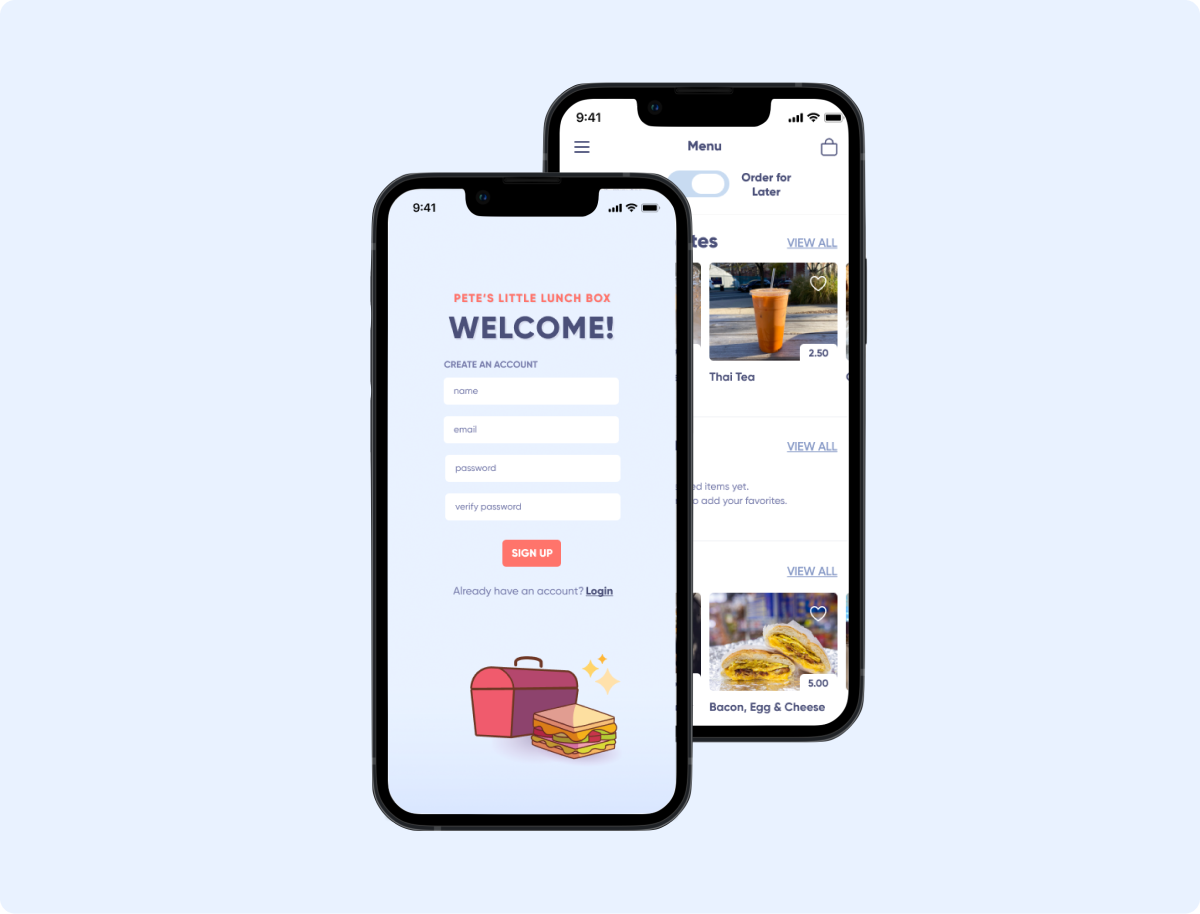 9:41
PETE'S LITTLE LUNCH BOX
WELCOME!
CREATE AN ACCOUNT
name
email
password
verify password
SIGN UP
Already have an account? Login
9:41
Menu
Order for
Later
VIEW ALL
2.50
Thai Tea
VIEW ALL
items yet.
to add your favorites.
VIEW ALL
5.00
Bacon, Egg & Cheese